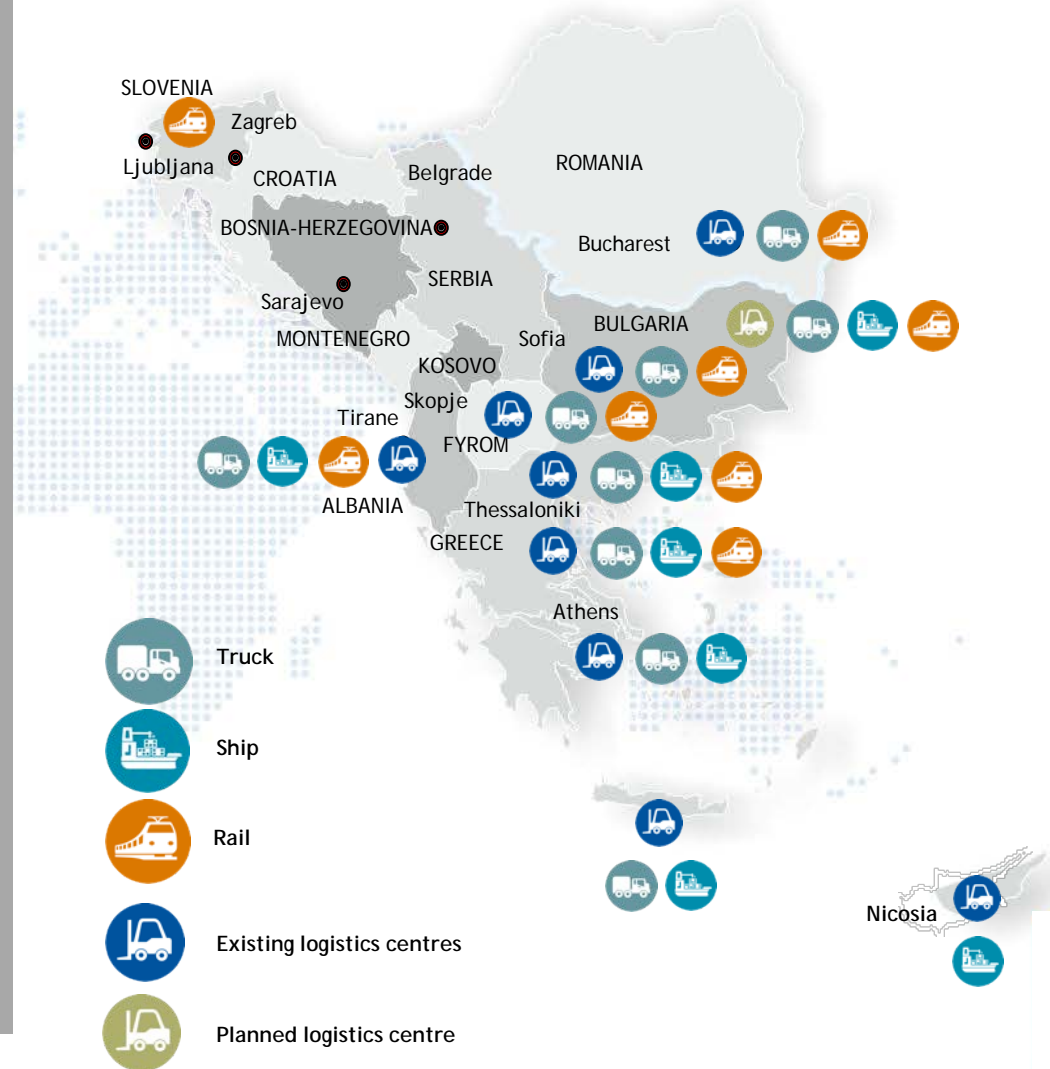 SLOVENIA
Zagreb
Ljubljana
CROATIA
Belgrade
ROMANIA
BOSNIA-HERZEGOVINA
Bucharest
SERBIA
Sarajevo
MONTENEGRO
Sofia
BULGARIA
KOSOVO
Skopje
Tirane
FYROM
ALBANIA
Thessaloniki
GREECE
Athens
Truck
Ship
Rail
Nicosia
Existing logistics centres
Planned logistics centre